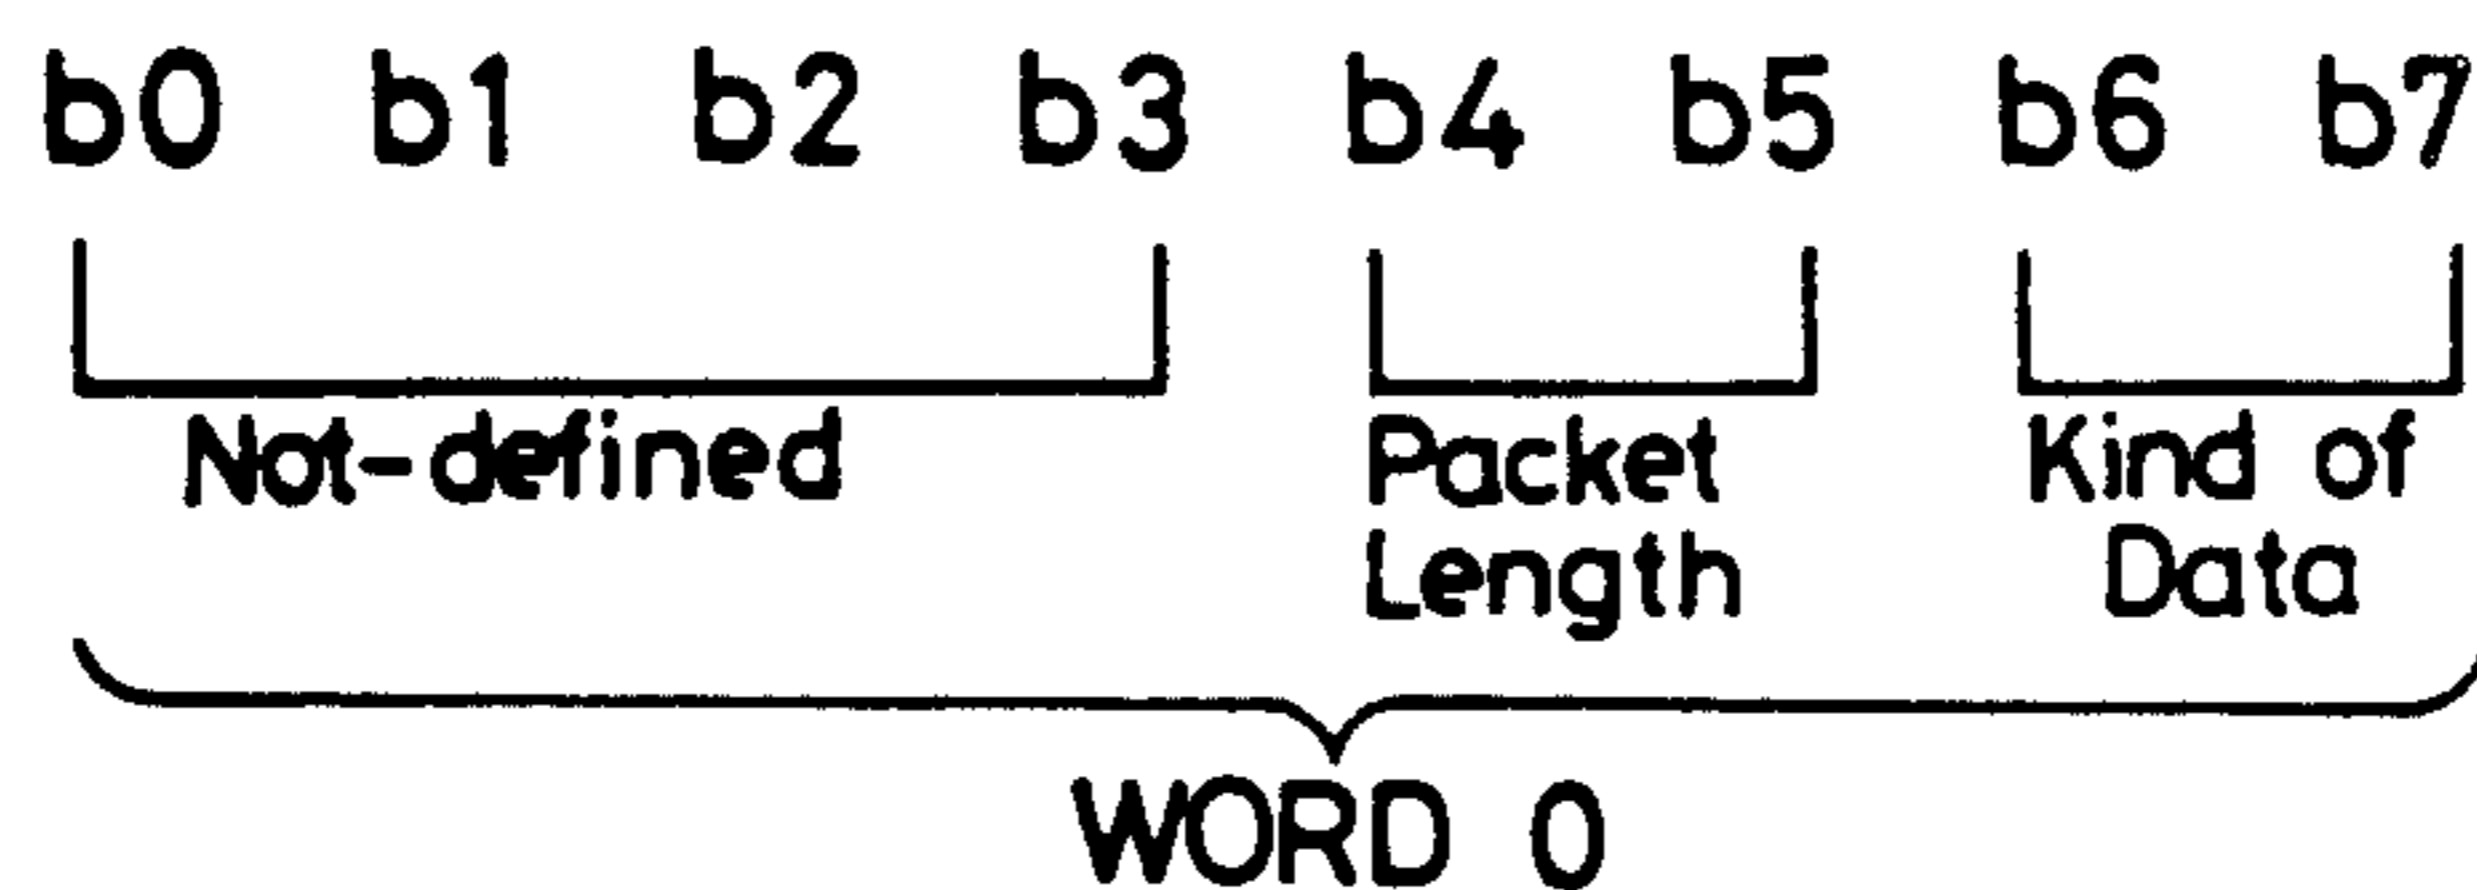 b0 b1 b2 b3 b4 b5 b6 b7
Not-defined Packet Kind of
Length Data
WORD 0